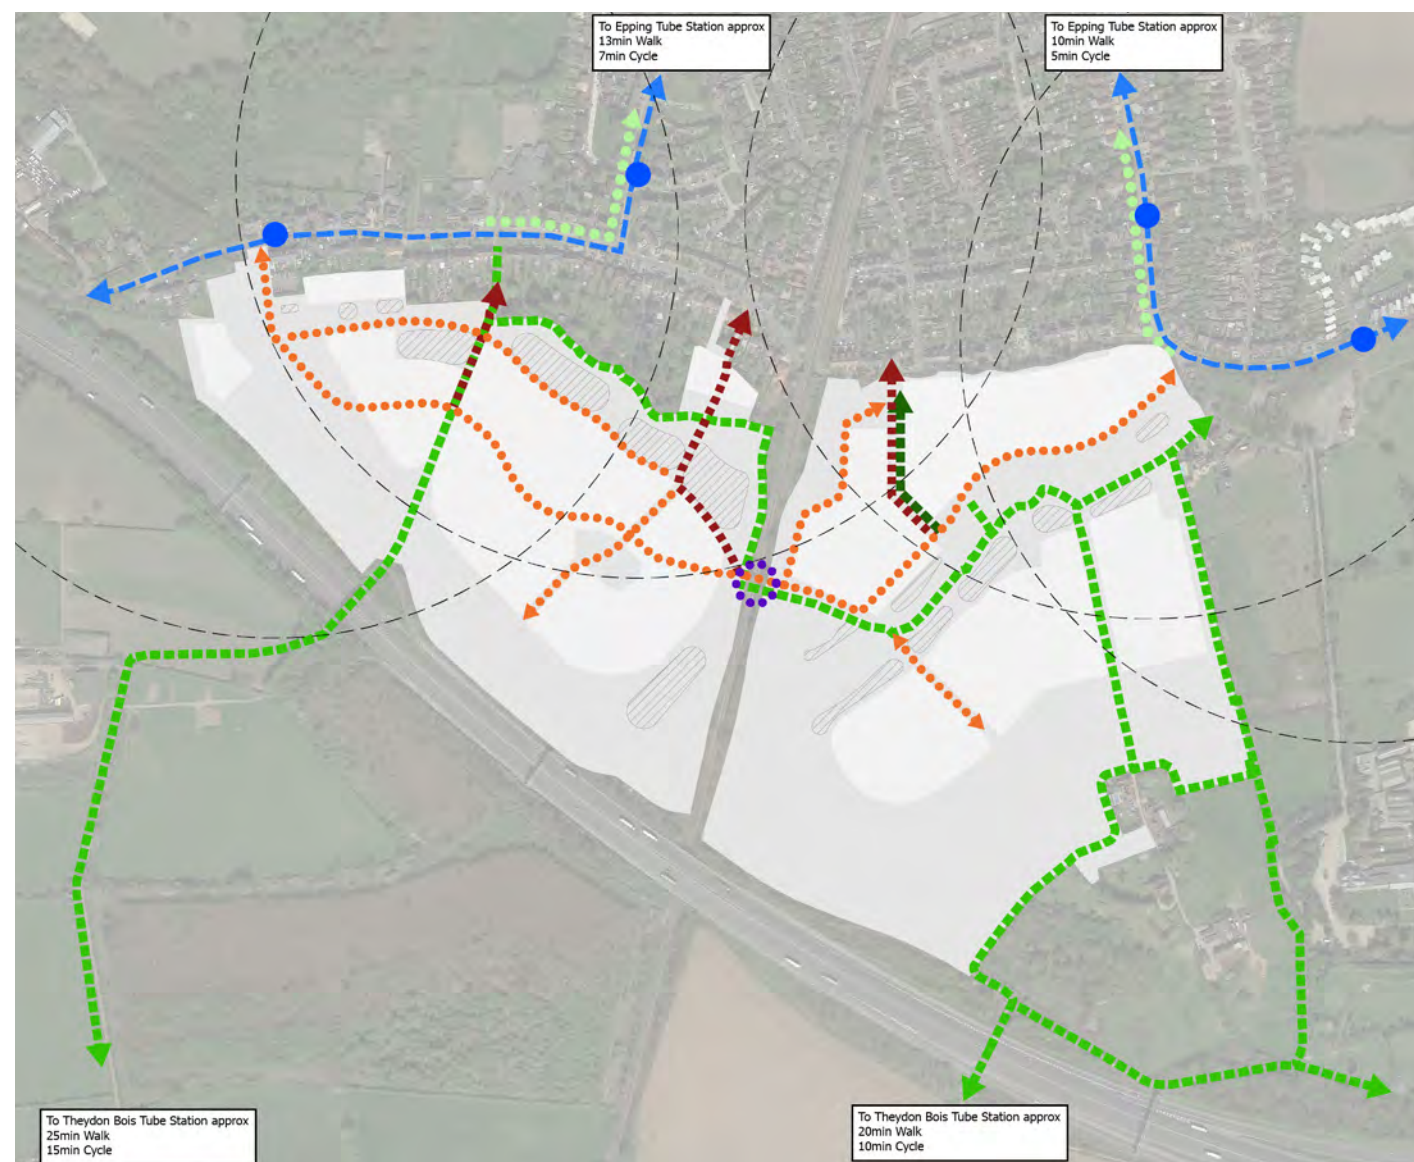 To Epping Tube Station approx
13min Walk
7min Cycle
To Epping Tube Station approx
10min Walk
5min Cycle
To Theydon Bois Tube Station approx
25min Walk
15min Cycle
To Theydon Bois Tube Station approx
20min Walk
10min Cycle